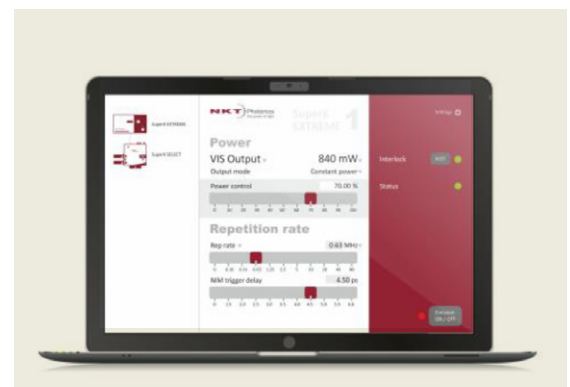 SuperK EXTREME
SuperK SELECT
NKT Photonics
SuperK
EXTREME 1
Power
VIS Output
840 mW
Output mode
Constant power
Power control
70.00 %
0 10 20 30 40 50 60 70 80 90 100
Repetition rate
Rep rate
0.63 MHz
NIM trigger delay
4.50 ps
Settings
Interlock
Status
Emission
ON / OFF